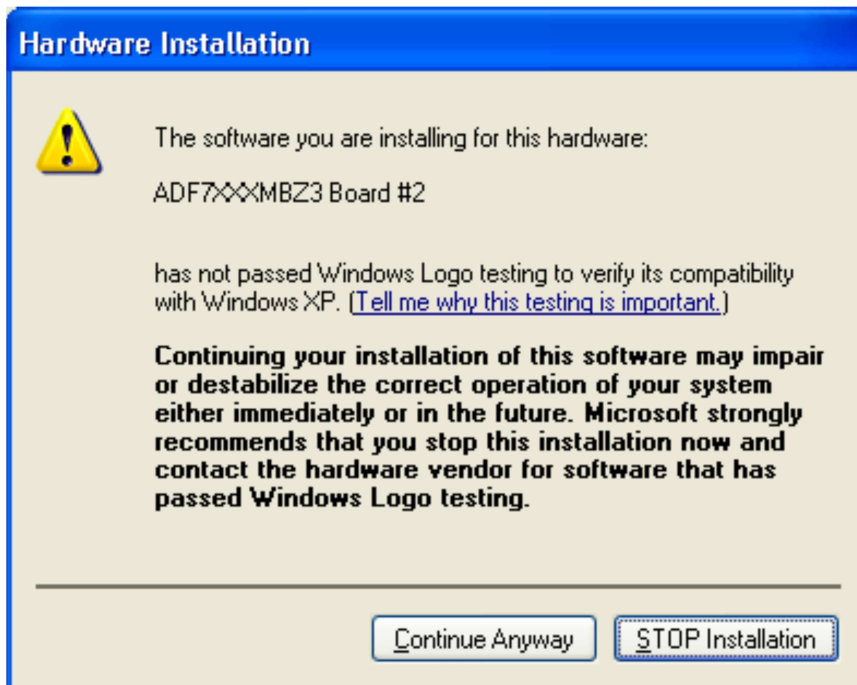 Hardware Installation
The software you are installing for this hardware:
ADF7XXXMBZ3 Board #2
has not passed Windows Logo testing to verify its compatibility
with Windows XP. (Tell me why this testing is important.)
Continuing your installation of this software may impair
or destabilize the correct operation of your system
either immediately or in the future. Microsoft strongly
recommends that you stop this installation now and
contact the hardware vendor for software that has
passed Windows Logo testing.
Continue Anyway
STOP Installation